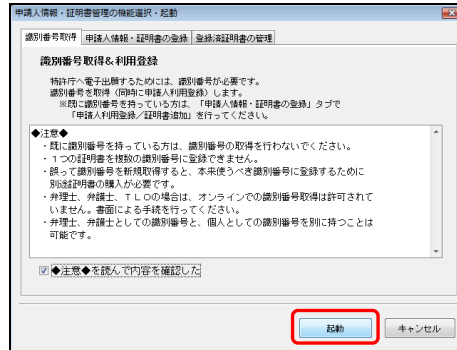 申請人情報・証明書管理の機能選択・起動
識別番号取得 申請人情報・証明書の登録 登録済証明書の管理
識別番号取得&利用登録
特許庁へ電子出願するためには、識別番号が必要です。
識別番号を取得（同時に申請人利用登録）します。
※既に識別番号を持っている方は、「申請人情報・証明書の登録」タブで
「申請人利用登録／証明書追加」を行ってください。
◆注意◆
・既に識別番号を持っている方は、識別番号の取得を行わないでください。
・１つの証明書を複数の識別番号に登録できません。
・誤って識別番号を新規取得すると、本来使うべき識別番号に登録するために
別途証明書の購入が必要です。
・弁理士、弁護士、ＴＬＯの場合は、オンラインでの識別番号取得は許可されて
いません。書面による手続を行ってください。
・弁理士、弁護士としての識別番号と、個人としての識別番号を別に持つことは
可能です。
◆注意◆を読んで内容を確認した
起動 キャンセル